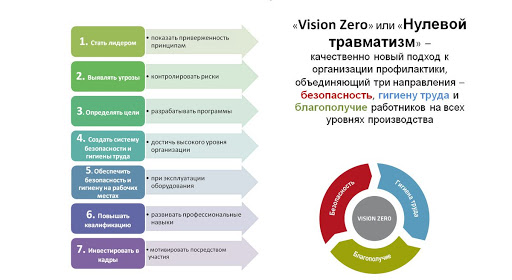 1. Стать лидером
• показать приверженность
принципам
2. Выявлять угрозы
• контролировать риски
3. Определять цели
• разрабатывать программы
4. Создать систему
безопасности и
гигиены труда
• достичь высокого уровня
организации
5. Обеспечить
безопасность и
гигиену на рабочих
местах
• при эксплуатации
оборудования
6. Повышать
квалификацию
• развивать профессиональные
навыки
7. Инвестировать в
кадры
• мотивировать посредством
участия
«Vision Zero» или «Нулевой
травматизм» –
качественно новый подход к
организации профилактики,
объединяющий три направления –
безопасность, гигиену труда и
благополучие работников на всех
уровнях производства
Безопасность
Гигиена труда
VISION ZERO
Благополучие